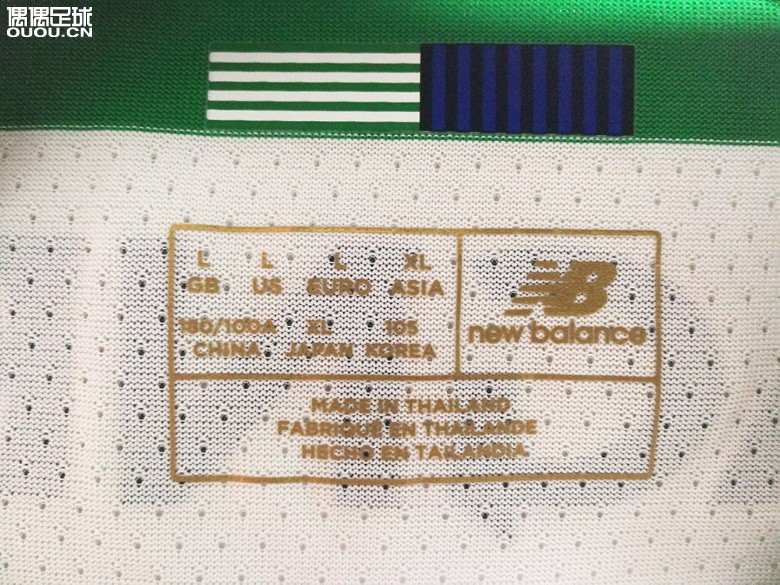 偶偶足球
OUOU.CN
L L L XL
GB US EURO ASIA
180/100A XL 105
CHINA JAPAN KOREA
NB
new balance
MADE IN THAILAND
FABRIQUE EN THAILANDE
HECHO EN TAILANDIA